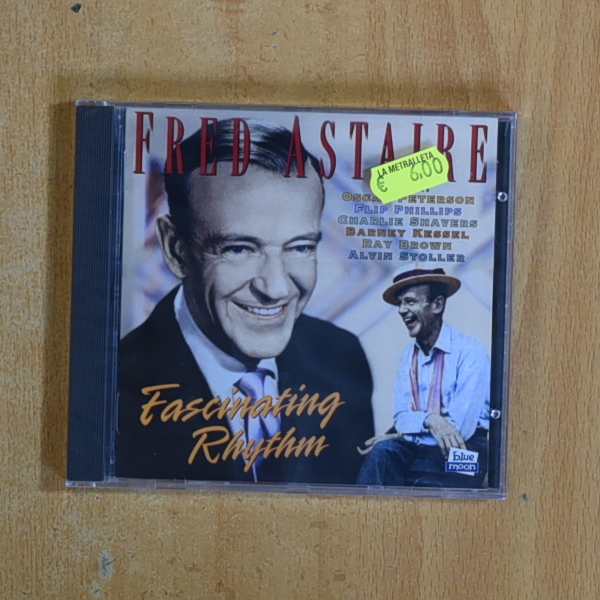 FRED ASTAIRE
LA METRALLETA
€ 6,00
OSCAR PETERSON
FLIP PHILLIPS
CHARLIE SHAVERS
BARNEY KESSEL
RAY BROWN
ALVIN STOLLER
Fascinating
Rhythm
blue
moon